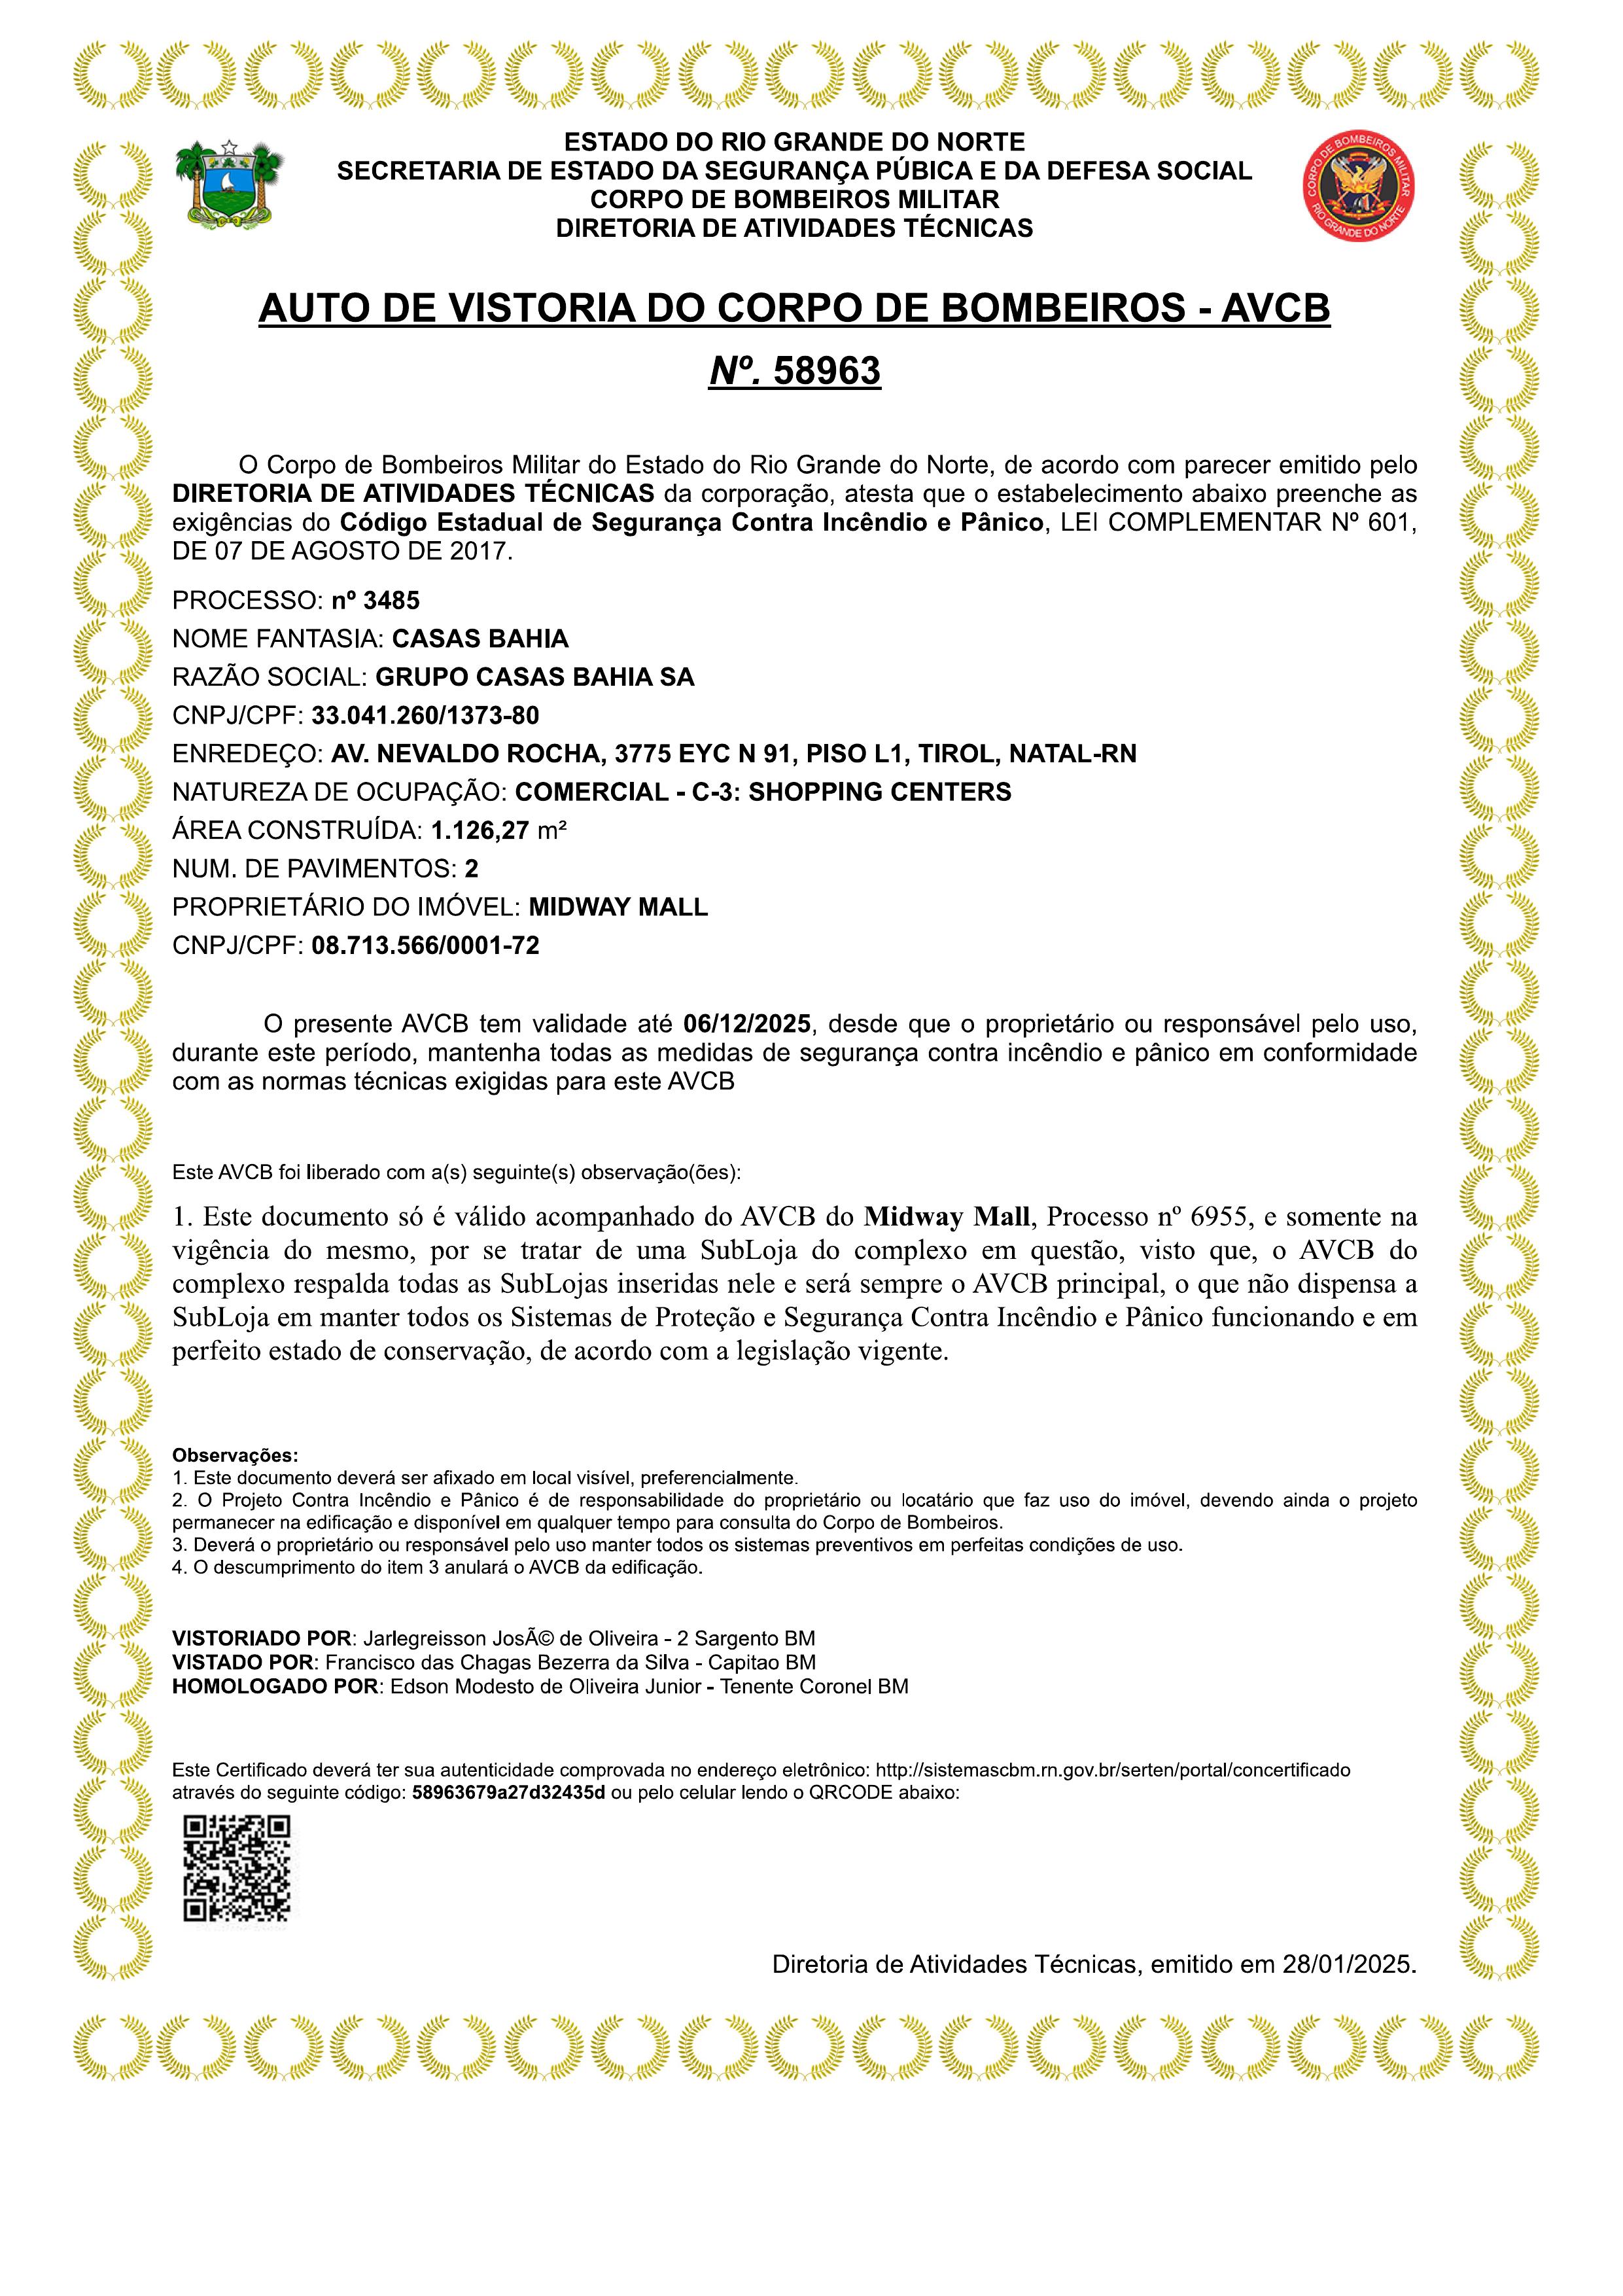 ESTADO DO RIO GRANDE DO NORTE
SECRETARIA DE ESTADO DA SEGURANÇA PÚBICA E DA DEFESA SOCIAL
CORPO DE BOMBEIROS MILITAR
DIRETORIA DE ATIVIDADES TÉCNICAS
CORPO DE BOMBEIROS MILITAR
RIO GRANDE DO NORTE
AUTO DE VISTORIA DO CORPO DE BOMBEIROS - AVCB
Nº. 58963
O Corpo de Bombeiros Militar do Estado do Rio Grande do Norte, de acordo com parecer emitido pelo
DIRETORIA DE ATIVIDADES TÉCNICAS da corporação, atesta que o estabelecimento abaixo preenche as
exigências do Código Estadual de Segurança Contra Incêndio e Pânico, LEI COMPLEMENTAR Nº 601,
DE 07 DE AGOSTO DE 2017.
PROCESSO: nº 3485
NOME FANTASIA: CASAS BAHIA
RAZÃO SOCIAL: GRUPO CASAS BAHIA SA
CNPJ/CPF: 33.041.260/1373-80
ENREDEÇO: AV. NEVALDO ROCHA, 3775 EYC N 91, PISO L1, TIROL, NATAL-RN
NATUREZA DE OCUPAÇÃO: COMERCIAL - C-3: SHOPPING CENTERS
ÁREA CONSTRUÍDA: 1.126,27 m²
NUM. DE PAVIMENTOS: 2
PROPRIETÁRIO DO IMÓVEL: MIDWAY MALL
CNPJ/CPF: 08.713.566/0001-72
O presente AVCB tem validade até 06/12/2025, desde que o proprietário ou responsável pelo uso,
durante este período, mantenha todas as medidas de segurança contra incêndio e pânico em conformidade
com as normas técnicas exigidas para este AVCB
Este AVCB foi liberado com a(s) seguinte(s) observação(ões):
1. Este documento só é válido acompanhado do AVCB do Midway Mall, Processo nº 6955, e somente na
vigência do mesmo, por se tratar de uma SubLoja do complexo em questão, visto que, o AVCB do
complexo respalda todas as SubLojas inseridas nele e será sempre o AVCB principal, o que não dispensa a
SubLoja em manter todos os Sistemas de Proteção e Segurança Contra Incêndio e Pânico funcionando e em
perfeito estado de conservação, de acordo com a legislação vigente.
Observações:
1. Este documento deverá ser afixado em local visível, preferencialmente.
2. O Projeto Contra Incêndio e Pânico é de responsabilidade do proprietário ou locatário que faz uso do imóvel, devendo ainda o projeto
permanecer na edificação e disponível em qualquer tempo para consulta do Corpo de Bombeiros.
3. Deverá o proprietário ou responsável pelo uso manter todos os sistemas preventivos em perfeitas condições de uso.
4. O descumprimento do item 3 anulará o AVCB da edificação.
VISTORIADO POR: Jarlegreisson JosÃ© de Oliveira - 2 Sargento BM
VISTADO POR: Francisco das Chagas Bezerra da Silva - Capitao BM
HOMOLOGADO POR: Edson Modesto de Oliveira Junior - Tenente Coronel BM
Este Certificado deverá ter sua autenticidade comprovada no endereço eletrônico: http://sistemascbm.rn.gov.br/serten/portal/concertificado
através do seguinte código: 58963679a27d32435d ou pelo celular lendo o QRCODE abaixo:
Diretoria de Atividades Técnicas, emitido em 28/01/2025.